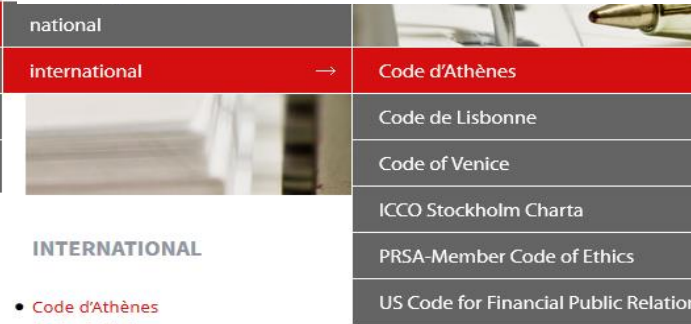 national
international →
Code d'Athènes
Code de Lisbonne
Code of Venice
ICCO Stockholm Charta
PRSA-Member Code of Ethics
US Code for Financial Public
INTERNATIONAL
• Code d'Athènes